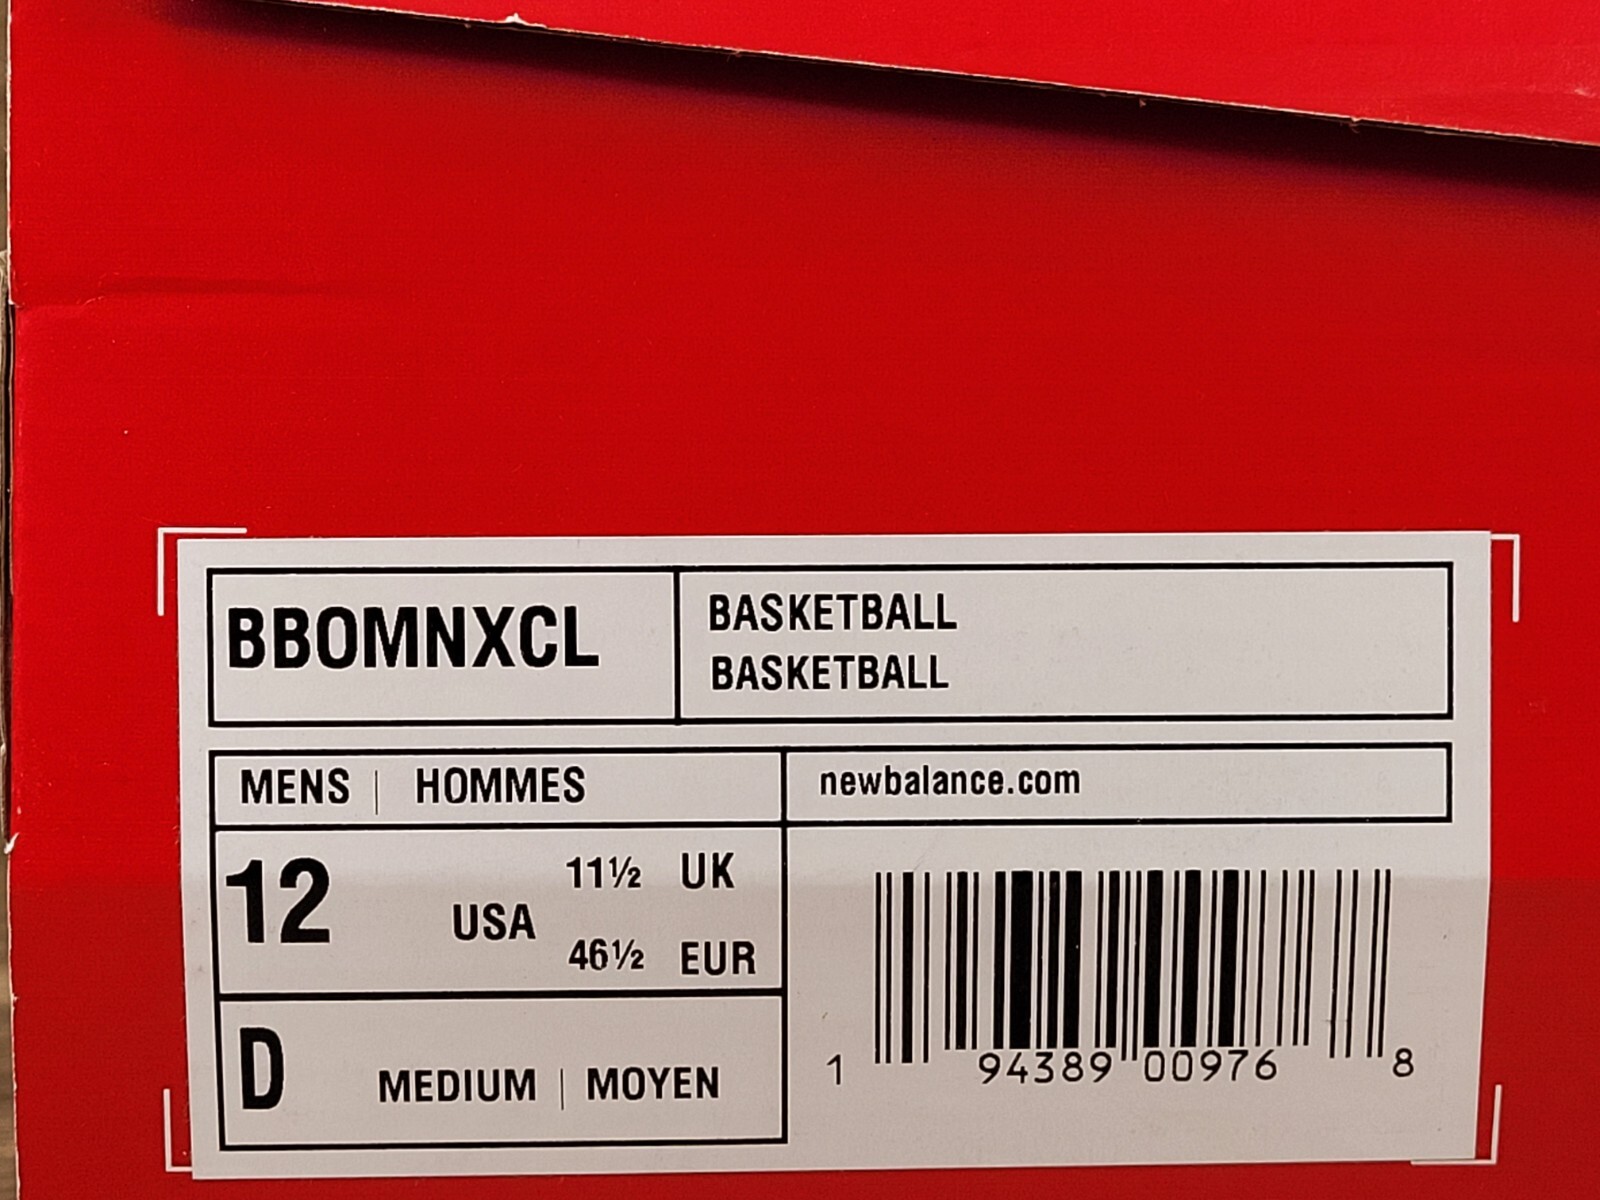 BBOMNXCL
BASKETBALL
BASKETBALL
MENS | HOMMES
newbalance.com
12 USA
11½ UK
46½ EUR
D MEDIUM | MOYEN
1 94389 00976 8